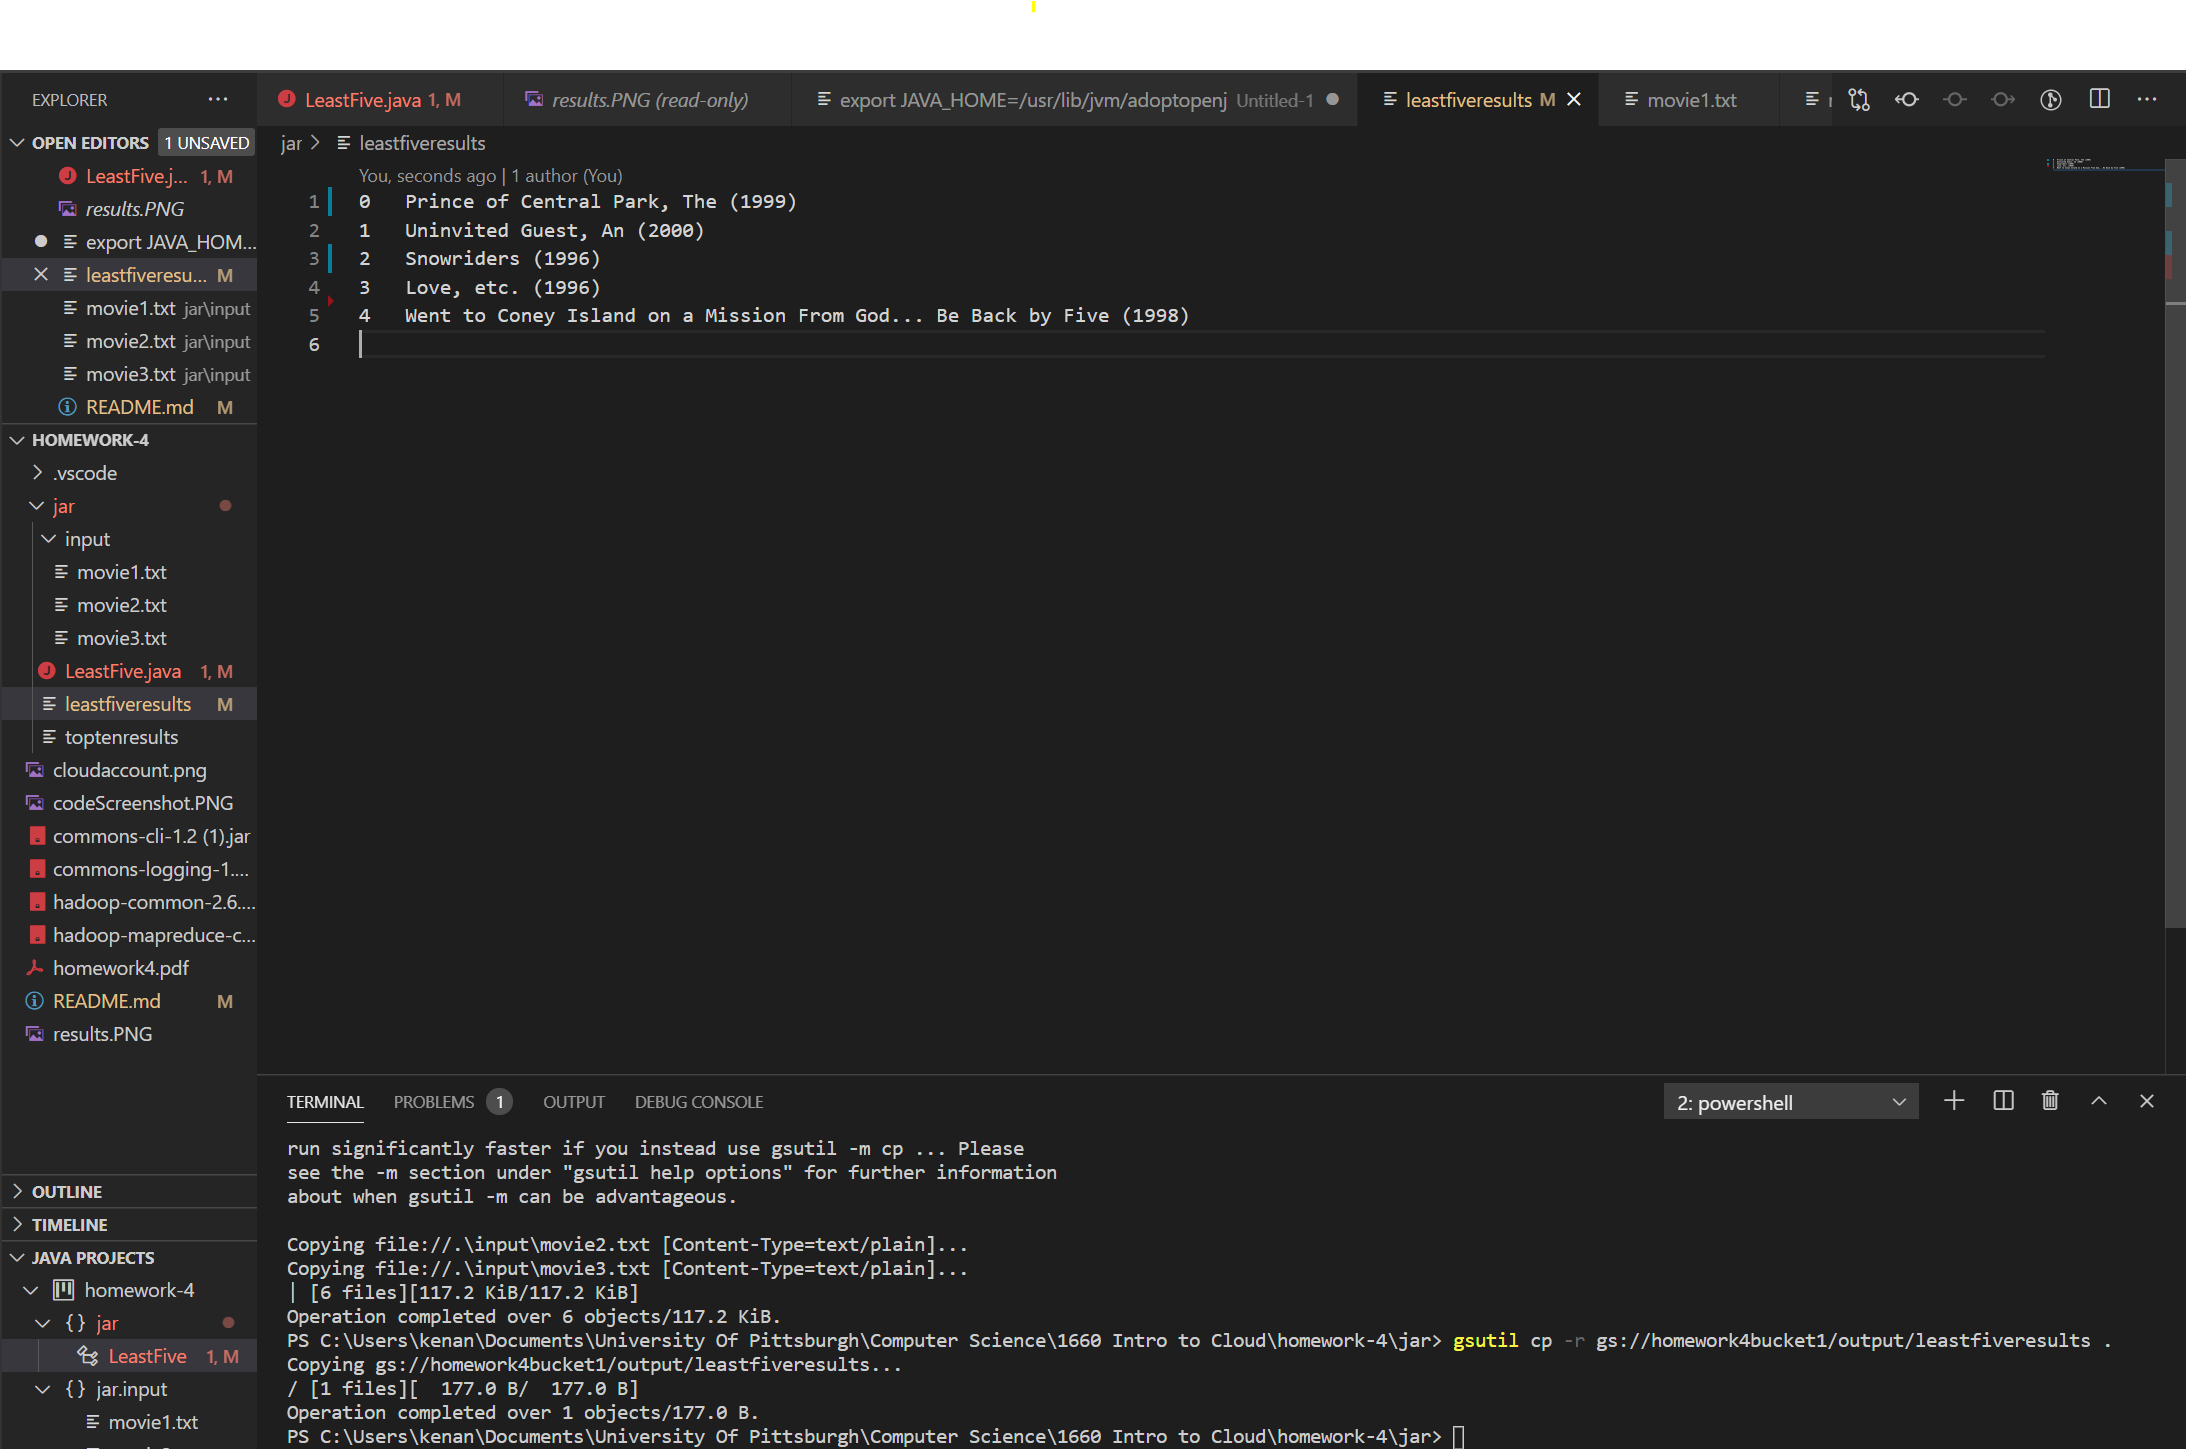 EXPLORER ···
LeastFive.java 1, M
results.PNG (read-only)
export JAVA_HOME=/usr/lib/jvm/adoptopenj Untitled-1
leastfiveresults M
movie1.txt
OPEN EDITORS 1 UNSAVED
LeastFive.j... 1, M
results.PNG
export JAVA_HOM...
leastfiveresu... M
movie1.txt jar\input
movie2.txt jar\input
movie3.txt jar\input
README.md M
HOMEWORK-4
.vscode
jar
input
movie1.txt
movie2.txt
movie3.txt
LeastFive.java 1, M
leastfiveresults M
toptenresults
cloudaccount.png
codeScreenshot.PNG
commons-cli-1.2 (1).jar
commons-logging-1....
hadoop-common-2.6....
hadoop-mapreduce-c...
homework4.pdf
README.md M
results.PNG
OUTLINE
TIMELINE
JAVA PROJECTS
homework-4
{} jar
LeastFive 1, M
{} jar.input
movie1.txt
jar > leastfiveresults
You, seconds ago | 1 author (You)
1 0 Prince of Central Park, The (1999)
2 1 Uninvited Guest, An (2000)
3 2 Snowriders (1996)
4 3 Love, etc. (1996)
5 4 Went to Coney Island on a Mission From God... Be Back by Five (1998)
6
TERMINAL PROBLEMS 1 OUTPUT DEBUG CONSOLE 2: powershell
run significantly faster if you instead use gsutil -m cp ... Please
see the -m section under "gsutil help options" for further information
about when gsutil -m can be advantageous.
Copying file://.\input\movie2.txt [Content-Type=text/plain]...
Copying file://.\input\movie3.txt [Content-Type=text/plain]...
| [6 files][117.2 KiB/117.2 KiB]
Operation completed over 6 objects/117.2 KiB.
PS C:\Users\kenan\Documents\University Of Pittsburgh\Computer Science\1660 Intro to Cloud\homework-4\jar> gsutil cp -r gs://homework4bucket1/output/leastfiveresults .
Copying gs://homework4bucket1/output/leastfiveresults...
/ [1 files][  177.0 B/  177.0 B]
Operation completed over 1 objects/177.0 B.
PS C:\Users\kenan\Documents\University Of Pittsburgh\Computer Science\1660 Intro to Cloud\homework-4\jar>